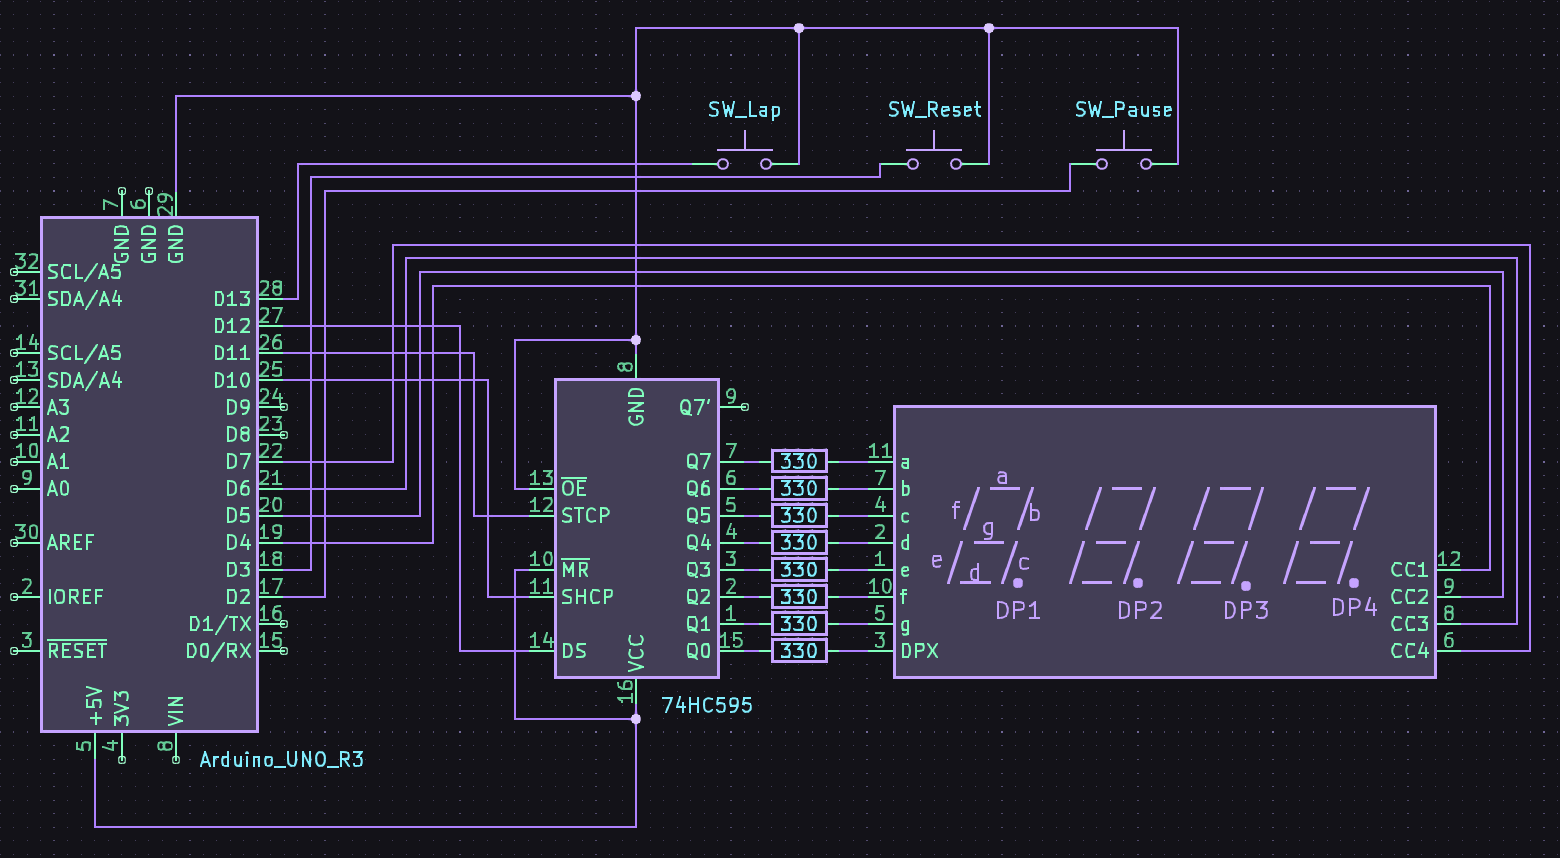 SW_Lap
SW_Reset
SW_Pause
7
6
29
GND
GND
GND
32
SCL/A5
31
SDA/A4
14
SCL/A5
13
SDA/A4
12
A3
11
A2
10
A1
9
A0
30
AREF
2
IOREF
3
RESET
D13
28
D12
27
D11
26
D10
25
D9
24
D8
23
D7
22
D6
21
D5
20
D4
19
D3
18
D2
17
D1/TX
16
D0/RX
15
+5V
3V3
VIN
5
4
8
Arduino_UNO_R3
8
GND
Q7'
9
13
OE
12
STCP
10
MR
11
SHCP
14
DS
Q7
7
Q6
6
Q5
5
Q4
4
Q3
3
Q2
2
Q1
1
Q0
15
VCC
16
74HC595
330
330
330
330
330
330
330
330
11
a
7
b
4
c
2
d
1
e
10
f
5
g
3
DPX
a
f
b
g
e
d
c
DP1
DP2
DP3
DP4
CC1
12
CC2
9
CC3
8
CC4
6